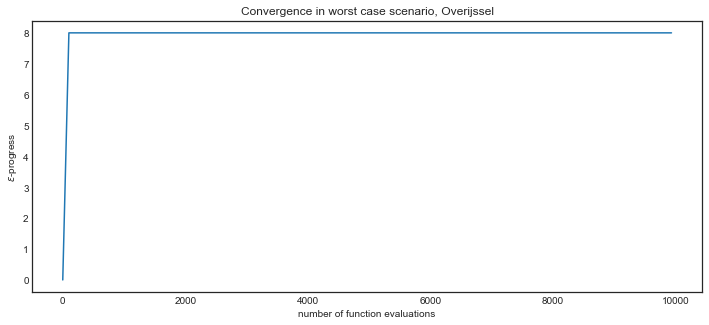 Convergence in worst case scenario, Overijssel
ℇ-progress
8
7
6
5
4
3
2
1
0
0 2000 4000 6000 8000 10000
number of function evaluations